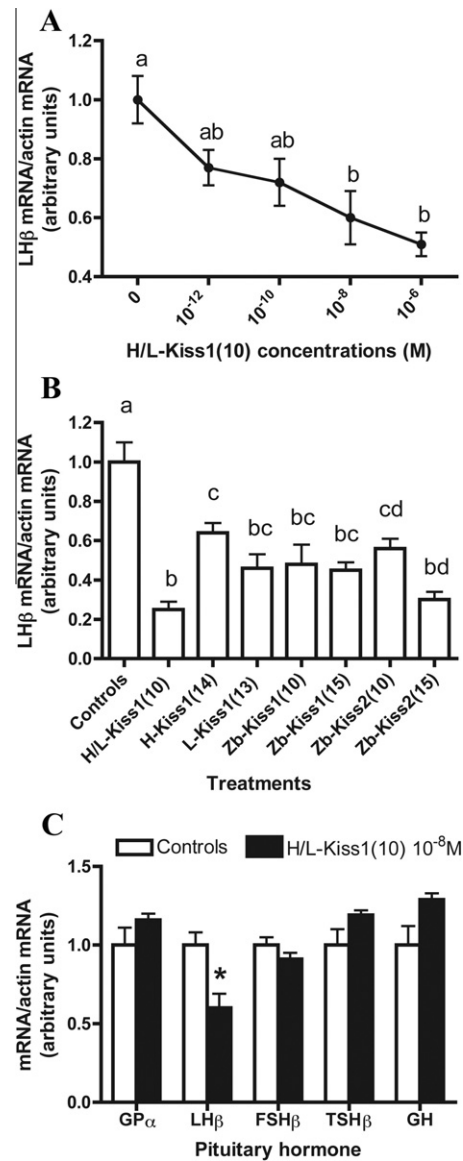 A
LHβ mRNA/actin mRNA
(arbitrary units)
1.2
1.0
0.8
0.6
0.4
a
ab
ab
b
b
0
10⁻¹²
10⁻¹⁰
10⁻⁸
10⁻⁶
H/L-Kiss1(10) concentrations (M)
B
LHβ mRNA/actin mRNA
(arbitrary units)
1.2
1.0
0.8
0.6
0.4
0.2
0.0
a
b
c
bc
bc
bc
cd
bd
Controls
H/L-Kiss1(10)
H-Kiss1(14)
L-Kiss1(13)
Zb-Kiss1(10)
Zb-Kiss1(15)
Zb-Kiss2(10)
Zb-Kiss2(15)
Treatments
C
Controls
H/L-Kiss1(10) 10⁻⁸M
mRNA/actin mRNA
(arbitrary units)
1.5
1.0
0.5
0.0
*
GPα
LHβ
FSHβ
TSHβ
GH
Pituitary hormone